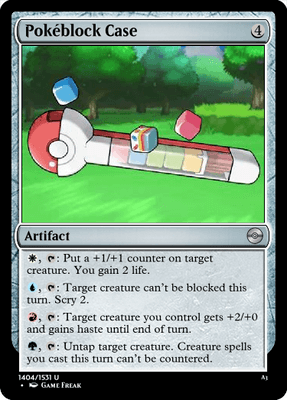 Pokéblock Case 4
Artifact
, : Put a +1/+1 counter on target
creature. You gain 2 life.
, : Target creature can't be blocked this
turn. Scry 2.
, : Target creature you control gets +2/+0
and gains haste until end of turn.
, : Untap target creature. Creature spells
you cast this turn can't be countered.
1404/1531 U
• GAME FREAK